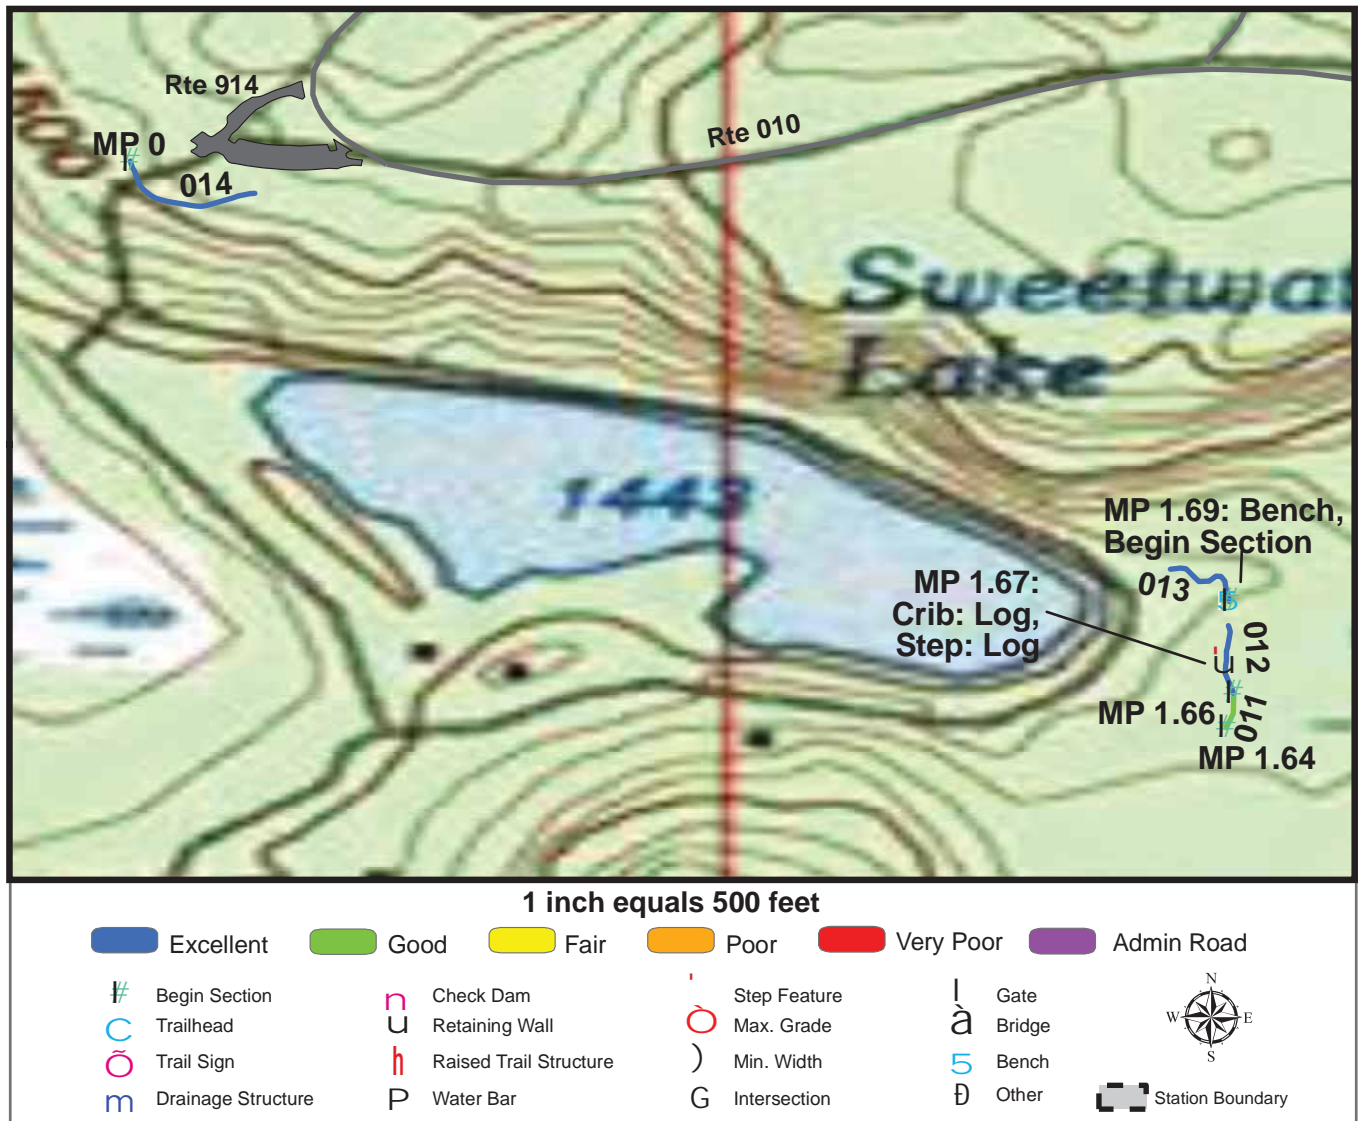 Rte 914
MP 0
014
Rte 010
Lake
1443
MP 1.69: Bench,
Begin Section
013
MP 1.67:
Crib: Log,
Step: Log
012
MP 1.66
011
MP 1.64
1 inch equals 500 feet
Excellent
Good
Fair
Poor
Very Poor
Admin Road
Begin Section
Check Dam
Step Feature
Gate
Trailhead
Retaining Wall
Max. Grade
Bridge
Trail Sign
Raised Trail Structure
Min. Width
Bench
Drainage Structure
Water Bar
Intersection
Other
N
W
E
S
Station Boundary